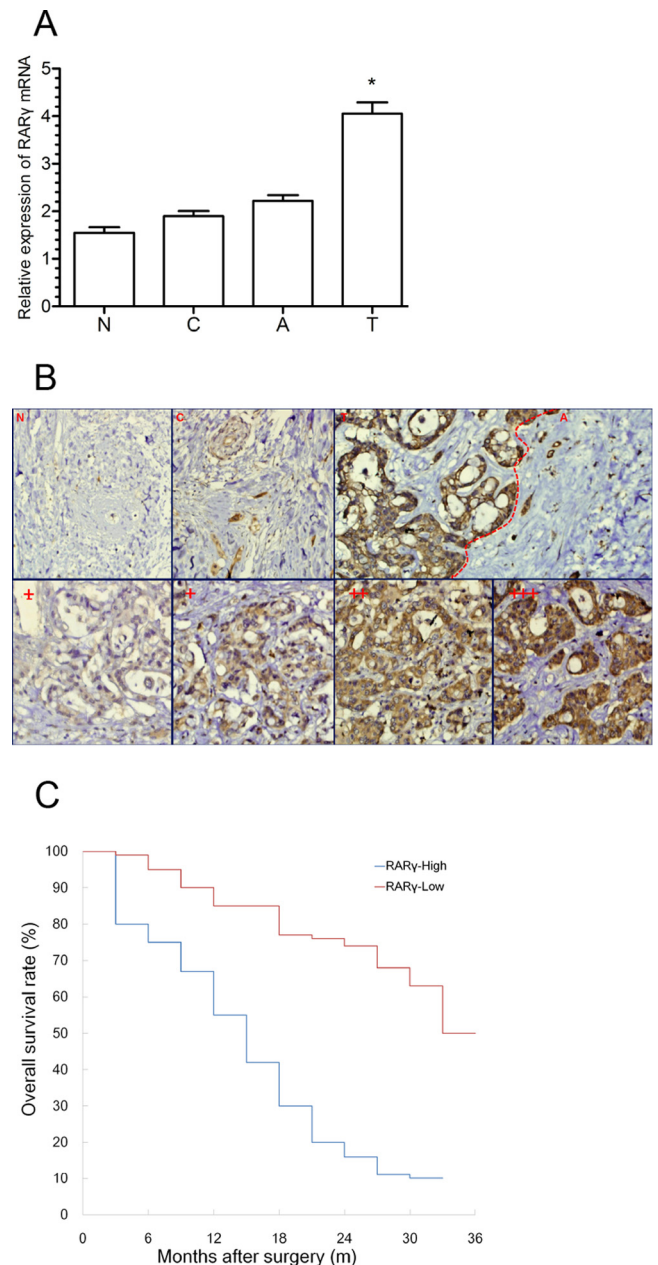 A
Relative expression of RARγ mRNA
5
4
3
2
1
0
*
N C A T
B
N C T A
± + ++ +++
C
Overall survival rate (%)
100
90
80
70
60
50
40
30
20
10
0
RARγ-High
RARγ-Low
0 6 12 18 24 30 36
Months after surgery (m)